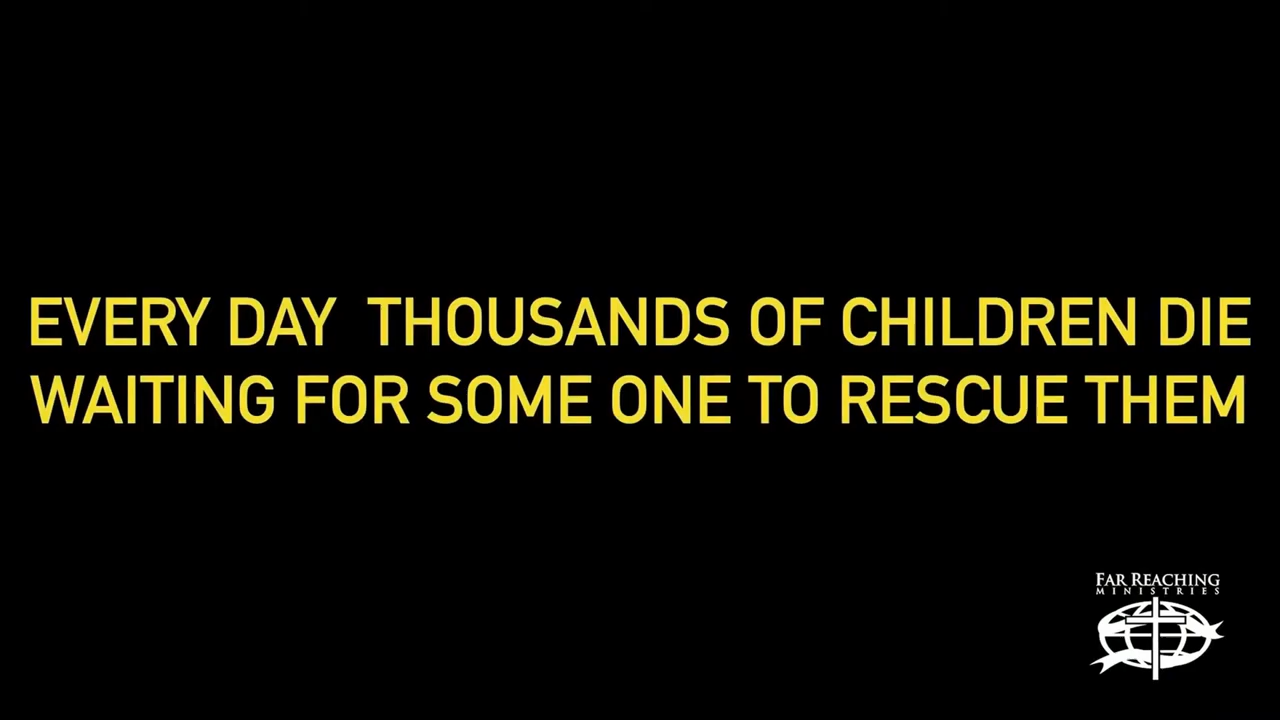 EVERY DAY  THOUSANDS OF CHILDREN DIE
WAITING FOR SOME ONE TO RESCUE THEM
FAR REACHING
MINISTRIES